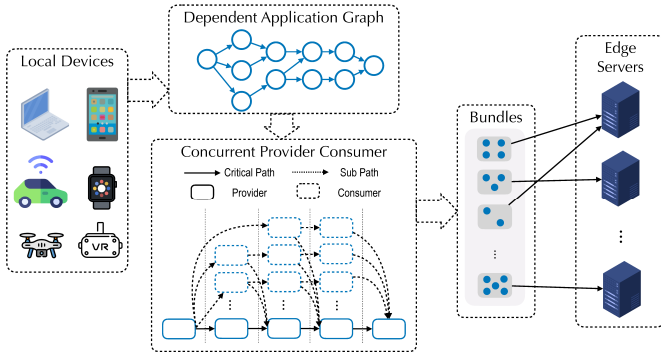 Local Devices
VR
Dependent Application Graph
Concurrent Provider Consumer
Critical Path
Sub Path
Provider
Consumer
Bundles
Edge
Servers